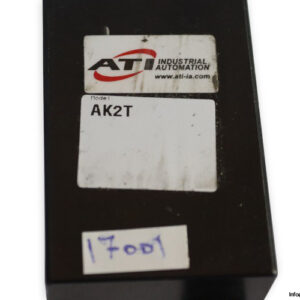 ATI INDUSTRIAL
AUTOMATION
www.ati-ia.com
Model
AK2T
17001